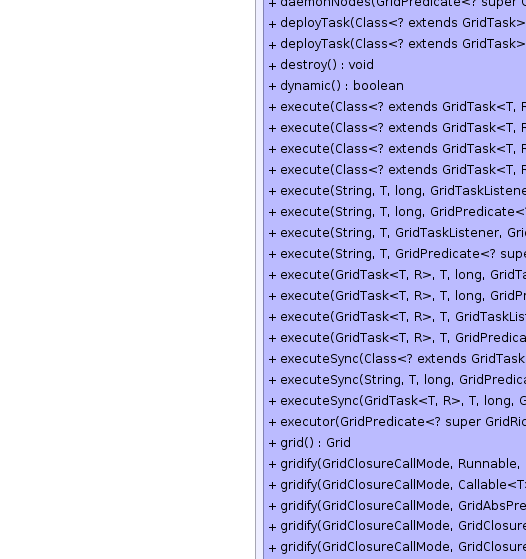 + daemonNodes(GridPredicate<? super G
+ deployTask(Class<? extends GridTask>
+ deployTask(Class<? extends GridTask>
+ destroy() : void
+ dynamic() : boolean
+ execute(Class<? extends GridTask<T, R
+ execute(Class<? extends GridTask<T, R
+ execute(Class<? extends GridTask<T, R
+ execute(Class<? extends GridTask<T, R
+ execute(String, T, long, GridTaskListene
+ execute(String, T, long, GridPredicate<?
+ execute(String, T, GridTaskListener, Gri
+ execute(String, T, GridPredicate<? supe
+ execute(GridTask<T, R>, T, long, GridTa
+ execute(GridTask<T, R>, T, long, GridPr
+ execute(GridTask<T, R>, T, GridTaskLis
+ execute(GridTask<T, R>, T, GridPredica
+ executeSync(Class<? extends GridTask
+ executeSync(String, T, long, GridPredica
+ executeSync(GridTask<T, R>, T, long, G
+ executor(GridPredicate<? super GridRic
+ grid() : Grid
+ gridify(GridClosureCallMode, Runnable,
+ gridify(GridClosureCallMode, Callable<T
+ gridify(GridClosureCallMode, GridAbsPre
+ gridify(GridClosureCallMode, GridClosure
+ gridify(GridClosureCallMode, GridClosure